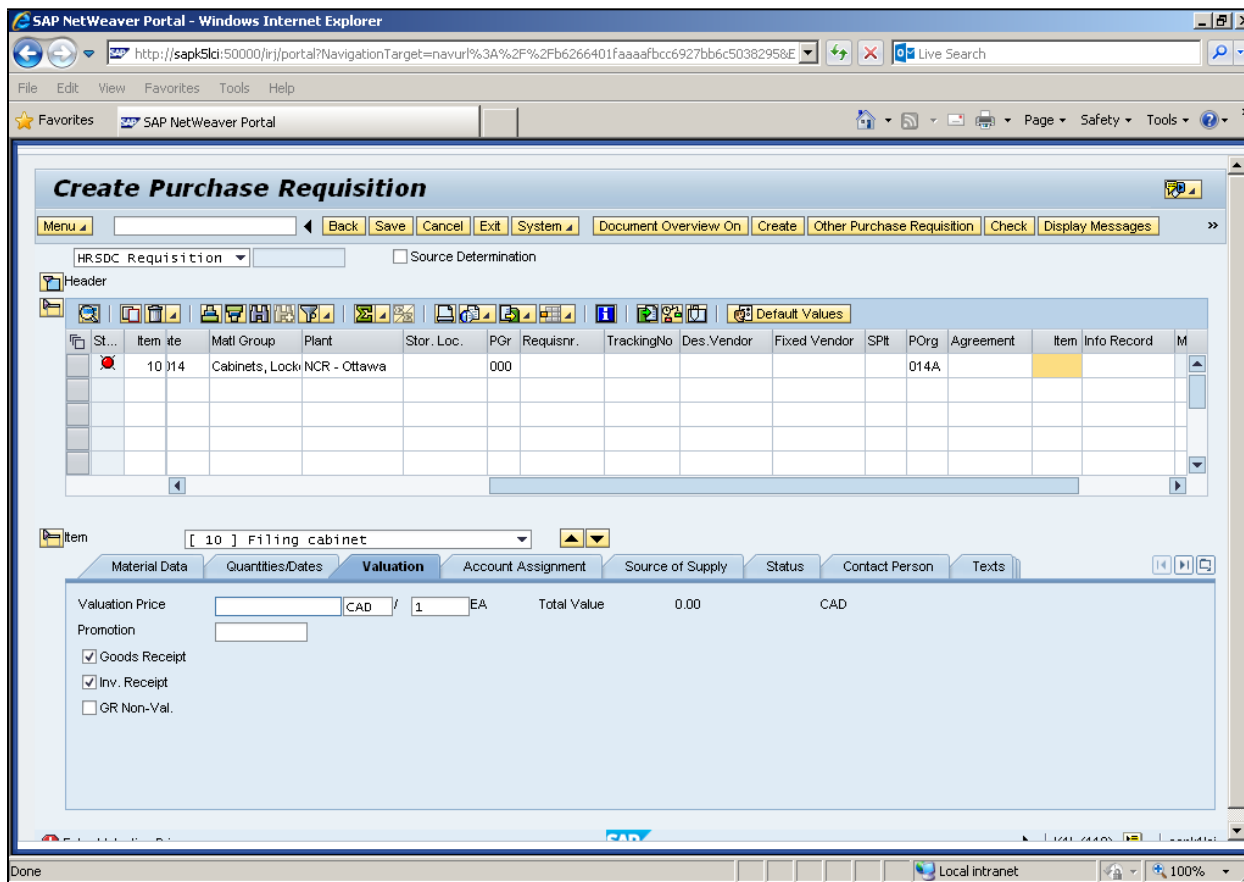 SAP NetWeaver Portal - Windows Internet Explorer
http://sapk5lci:50000/irj/portal?NavigationTarget=navurl%3A%2F%2Fb6266401faaaafbcc6927bb6c50382958&E
Live Search
File Edit View Favorites Tools Help
Favorites SAP NetWeaver Portal Page Safety Tools
Create Purchase Requisition
Menu Back Save Cancel Exit System Document Overview On Create Other Purchase Requisition Check Display Messages »
HRSDC Requisition Source Determination
Header
Default Values
St... Item ate Matl Group Plant Stor. Loc. PGr Requisnr. TrackingNo Des.Vendor Fixed Vendor SPlt POrg Agreement Item Info Record M
10 014 Cabinets, Lock NCR - Ottawa 000 014A
Item [ 10 ] Filing cabinet
Material Data Quantities/Dates Valuation Account Assignment Source of Supply Status Contact Person Texts
Valuation Price CAD / 1 EA Total Value 0.00 CAD
Promotion
Goods Receipt
Inv. Receipt
GR Non-Val.
SAP
Done Local intranet 100%